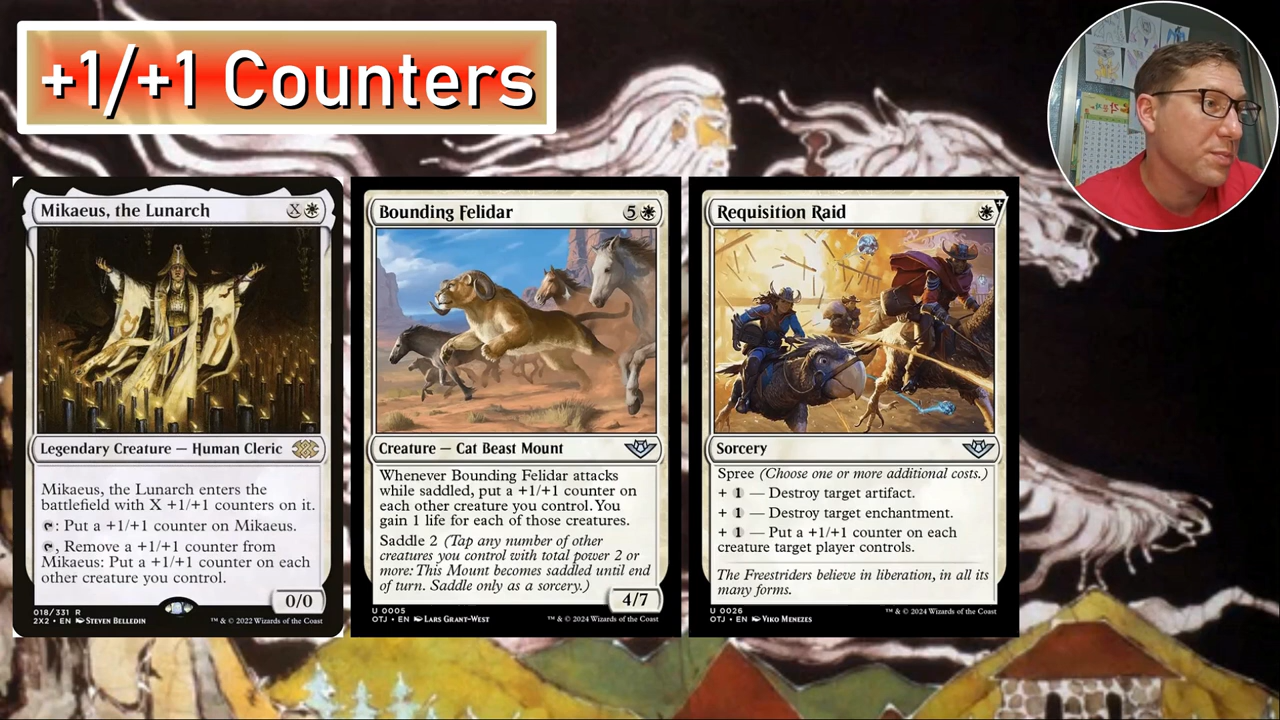 +1/+1 Counters
Mikaeus, the Lunarch X
Legendary Creature — Human Cleric
Mikaeus, the Lunarch enters the
battlefield with X +1/+1 counters on it.
: Put a +1/+1 counter on Mikaeus.
, Remove a +1/+1 counter from
Mikaeus: Put a +1/+1 counter on each
other creature you control.
0/0
018/331 R
2X2 • EN STEVEN BELLEDIN
™ & © 2022 Wizards of the Coast
Bounding Felidar 5
Creature — Cat Beast Mount
Whenever Bounding Felidar attacks
while saddled, put a +1/+1 counter on
each other creature you control. You
gain 1 life for each of those creatures.
Saddle 2 (Tap any number of other
creatures you control with total power 2 or
more: This Mount becomes saddled until end
of turn. Saddle only as a sorcery.)
4/7
U 0005
OTJ • EN LARS GRANT-WEST
™ & © 2024 Wizards of the Coast
Requisition Raid
Sorcery
Spree (Choose one or more additional costs.)
+ 1 — Destroy target artifact.
+ 1 — Destroy target enchantment.
+ 1 — Put a +1/+1 counter on each
creature target player controls.
The Freestriders believe in liberation, in all its
many forms.
U 0026
OTJ • EN VIKO MENEZES
™ & © 2024 Wizards of the Coast